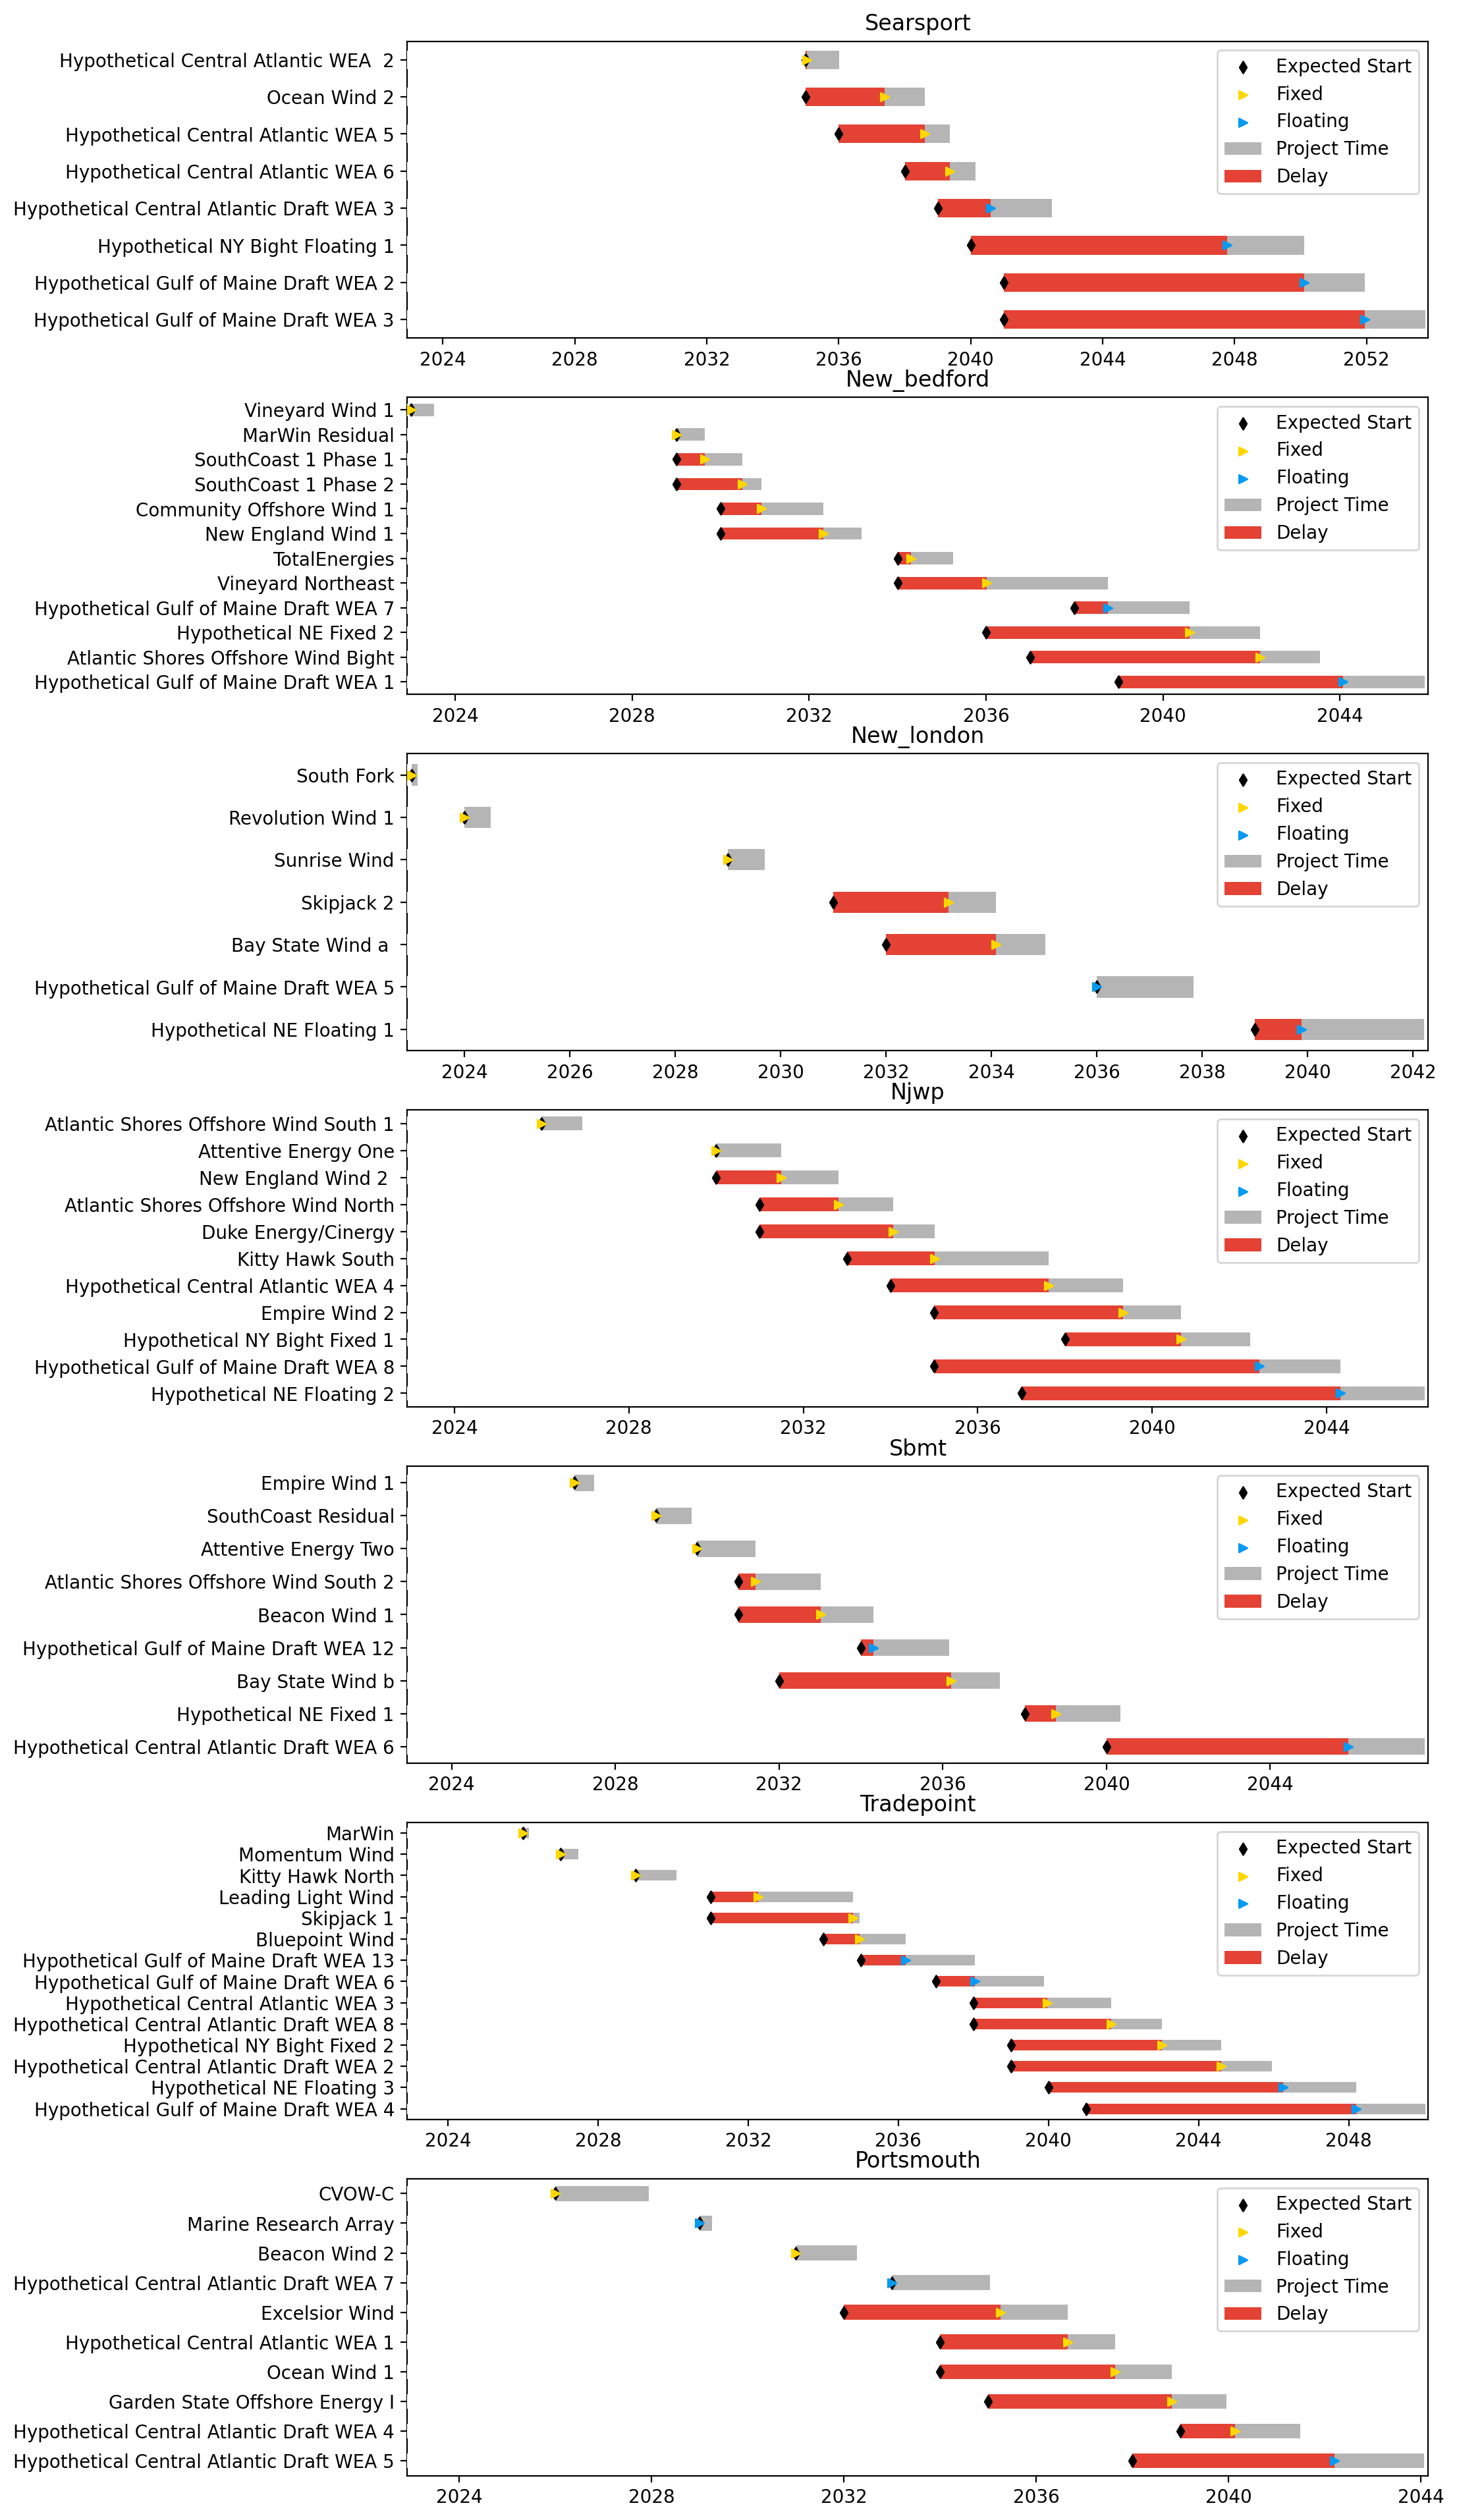 Searsport
Hypothetical Central Atlantic WEA  2
Ocean Wind 2
Hypothetical Central Atlantic WEA 5
Hypothetical Central Atlantic WEA 6
Hypothetical Central Atlantic Draft WEA 3
Hypothetical NY Bight Floating 1
Hypothetical Gulf of Maine Draft WEA 2
Hypothetical Gulf of Maine Draft WEA 3
Expected Start
Fixed
Floating
Project Time
Delay
2024 2028 2032 2036 2040 2044 2048 2052
New_bedford
Vineyard Wind 1
MarWin Residual
SouthCoast 1 Phase 1
SouthCoast 1 Phase 2
Community Offshore Wind 1
New England Wind 1
TotalEnergies
Vineyard Northeast
Hypothetical Gulf of Maine Draft WEA 7
Hypothetical NE Fixed 2
Atlantic Shores Offshore Wind Bight
Hypothetical Gulf of Maine Draft WEA 1
Expected Start
Fixed
Floating
Project Time
Delay
2024 2028 2032 2036 2040 2044
New_london
South Fork
Revolution Wind 1
Sunrise Wind
Skipjack 2
Bay State Wind a
Hypothetical Gulf of Maine Draft WEA 5
Hypothetical NE Floating 1
Expected Start
Fixed
Floating
Project Time
Delay
2024 2026 2028 2030 2032 2034 2036 2038 2040 2042
Njwp
Atlantic Shores Offshore Wind South 1
Attentive Energy One
New England Wind 2
Atlantic Shores Offshore Wind North
Duke Energy/Cinergy
Kitty Hawk South
Hypothetical Central Atlantic WEA 4
Empire Wind 2
Hypothetical NY Bight Fixed 1
Hypothetical Gulf of Maine Draft WEA 8
Hypothetical NE Floating 2
Expected Start
Fixed
Floating
Project Time
Delay
2024 2028 2032 2036 2040 2044
Sbmt
Empire Wind 1
SouthCoast Residual
Attentive Energy Two
Atlantic Shores Offshore Wind South 2
Beacon Wind 1
Hypothetical Gulf of Maine Draft WEA 12
Bay State Wind b
Hypothetical NE Fixed 1
Hypothetical Central Atlantic Draft WEA 6
Expected Start
Fixed
Floating
Project Time
Delay
2024 2028 2032 2036 2040 2044
Tradepoint
MarWin
Momentum Wind
Kitty Hawk North
Leading Light Wind
Skipjack 1
Bluepoint Wind
Hypothetical Gulf of Maine Draft WEA 13
Hypothetical Gulf of Maine Draft WEA 6
Hypothetical Central Atlantic WEA 3
Hypothetical Central Atlantic Draft WEA 8
Hypothetical NY Bight Fixed 2
Hypothetical Central Atlantic Draft WEA 2
Hypothetical NE Floating 3
Hypothetical Gulf of Maine Draft WEA 4
Expected Start
Fixed
Floating
Project Time
Delay
2024 2028 2032 2036 2040 2044 2048
Portsmouth
CVOW-C
Marine Research Array
Beacon Wind 2
Hypothetical Central Atlantic Draft WEA 7
Excelsior Wind
Hypothetical Central Atlantic WEA 1
Ocean Wind 1
Garden State Offshore Energy I
Hypothetical Central Atlantic Draft WEA 4
Hypothetical Central Atlantic Draft WEA 5
Expected Start
Fixed
Floating
Project Time
Delay
2024 2028 2032 2036 2040 2044